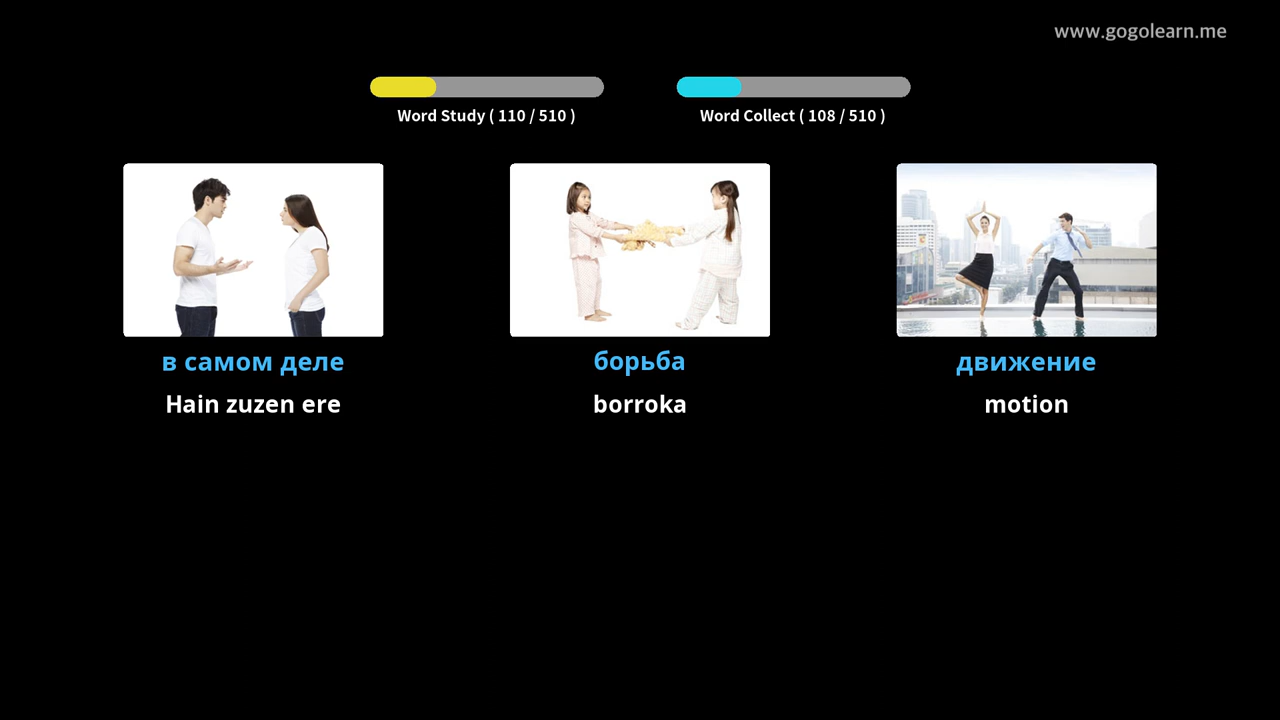 www.gogolearn.me
Word Study ( 110 / 510 )
Word Collect ( 108 / 510 )
в самом деле
борьба
движение
Hain zuzen ere
borroka
motion